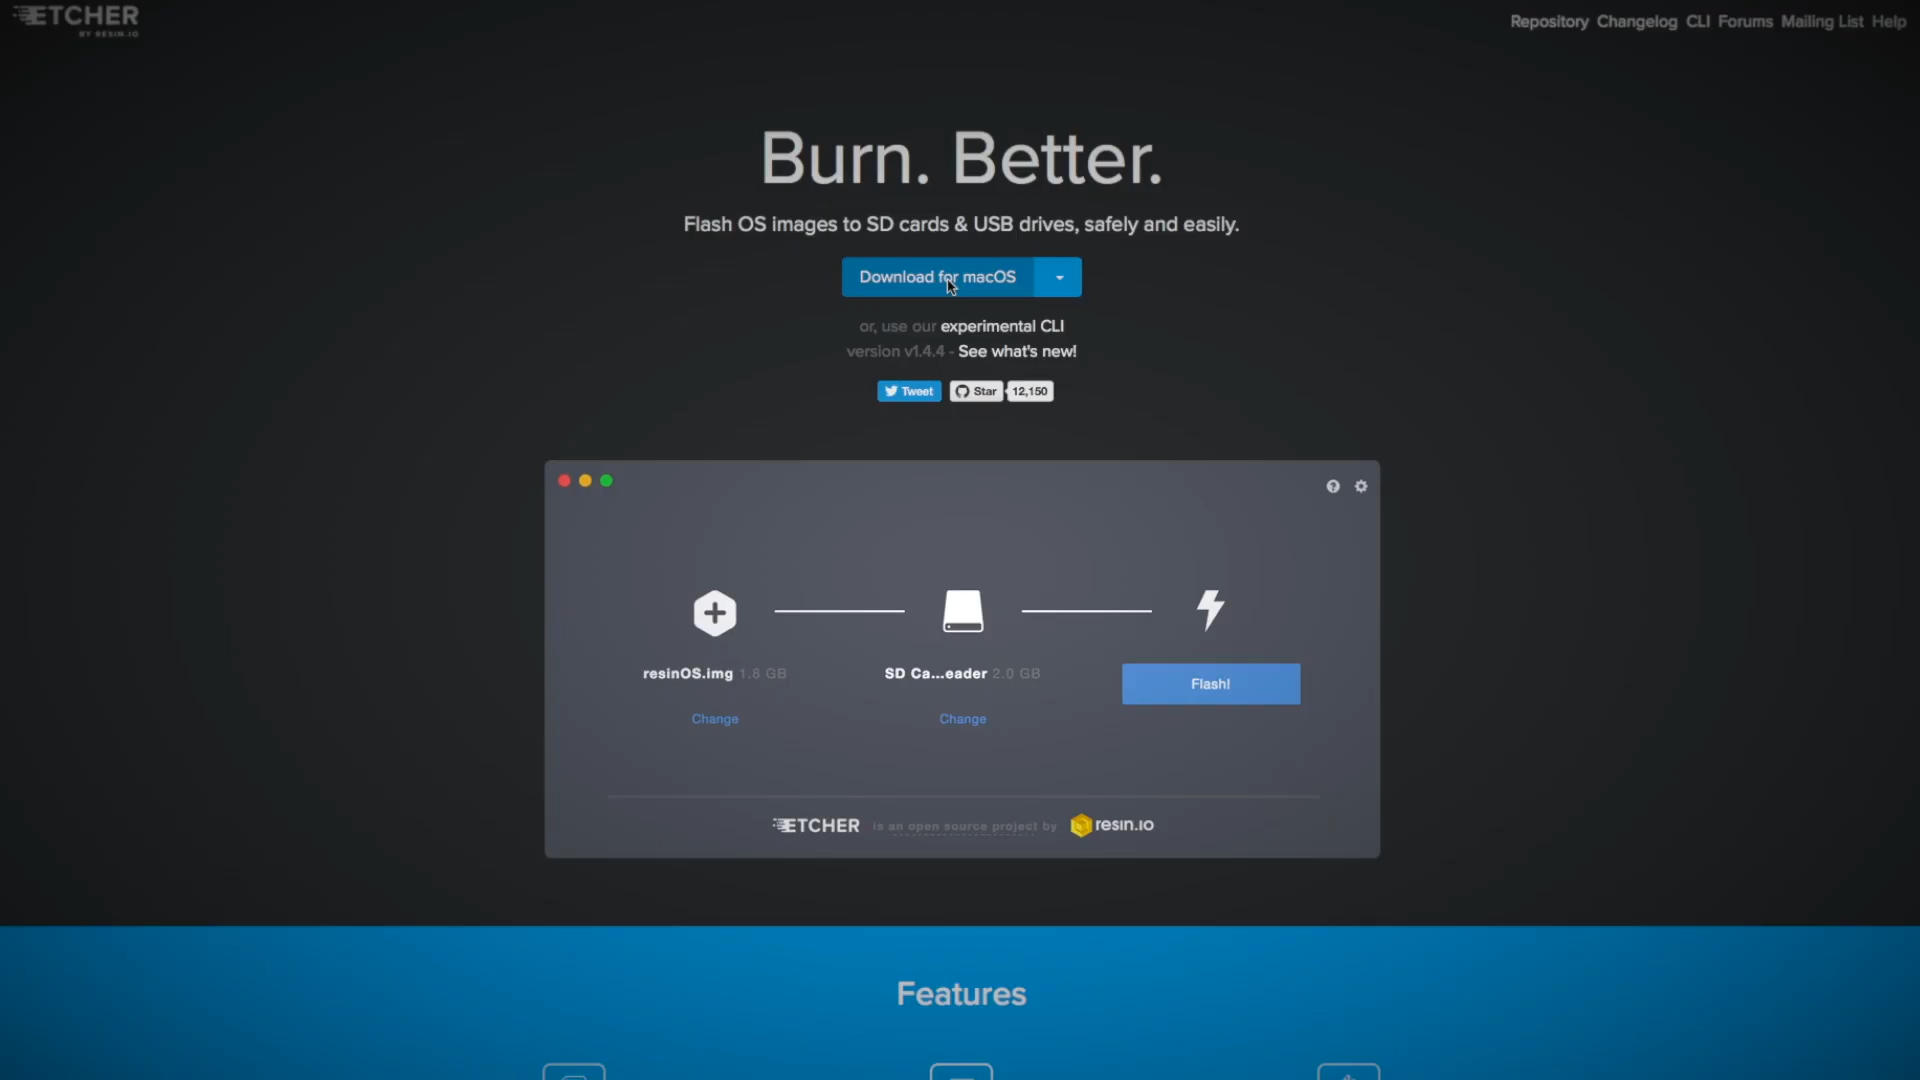 ETCHER
BY RESIN.IO
Repository Changelog CLI Forums Mailing List Help
Burn. Better.
Flash OS images to SD cards & USB drives, safely and easily.
Download for macOS
or, use our experimental CLI
version v1.4.4 - See what's new!
Tweet Star 12,150
resinOS.img 1.8 GB
SD Ca...eader 2.0 GB
Flash!
Change
Change
ETCHER is an open source project by resin.io
Features